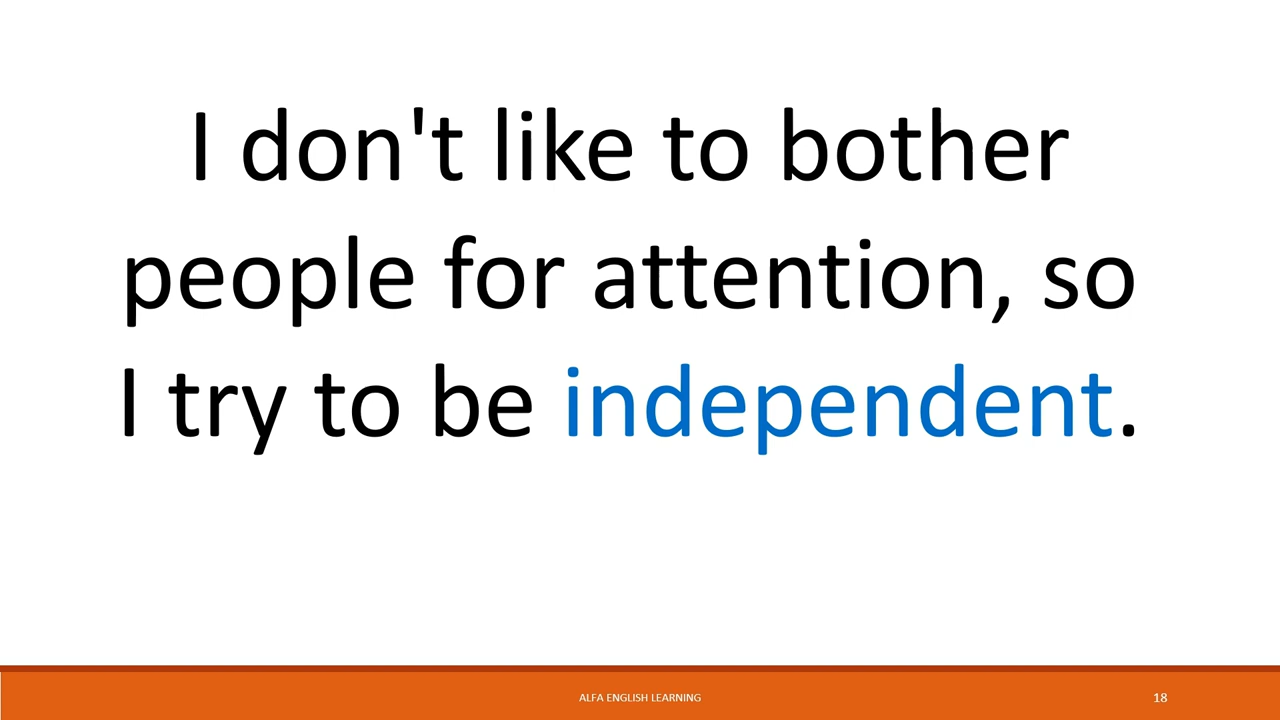 I don't like to bother
people for attention, so
I try to be independent.
ALFA ENGLISH LEARNING
18